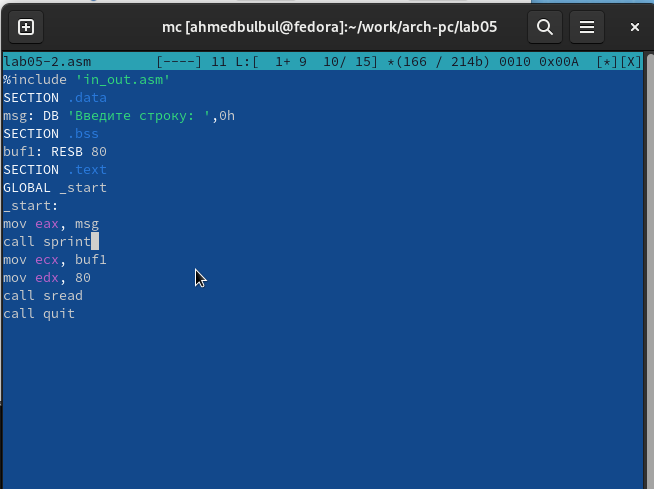 mc [ahmedbulbul@fedora]:~/work/arch-pc/lab05
lab05-2.asm [----] 11 L:[ 1+ 9 10/ 15] *(166 / 214b) 0010 0x00A [*][X]
%include 'in_out.asm'
SECTION .data
msg: DB 'Введите строку: ',0h
SECTION .bss
buf1: RESB 80
SECTION .text
GLOBAL _start
_start:
mov eax, msg
call sprint
mov ecx, buf1
mov edx, 80
call sread
call quit